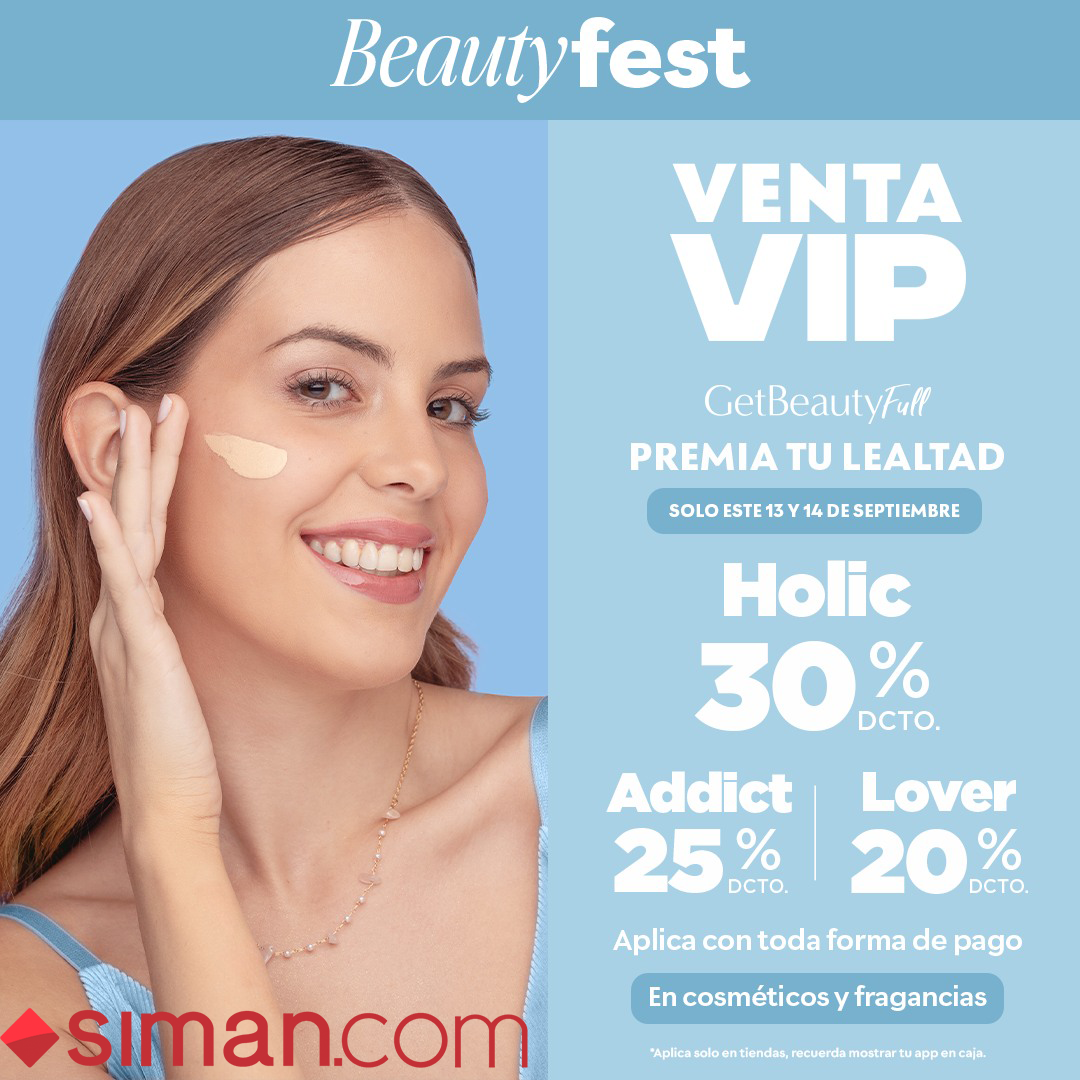 Beautyfest
VENTA
VIP
GetBeautyFull
PREMIA TU LEALTAD
SOLO ESTE 13 Y 14 DE SEPTIEMBRE
Holic
30% DCTO.
Addict
25% DCTO.
Lover
20% DCTO.
Aplica con toda forma de pago
En cosméticos y fragancias
*Aplica solo en tiendas, recuerda mostrar tu app en caja.
siman.com